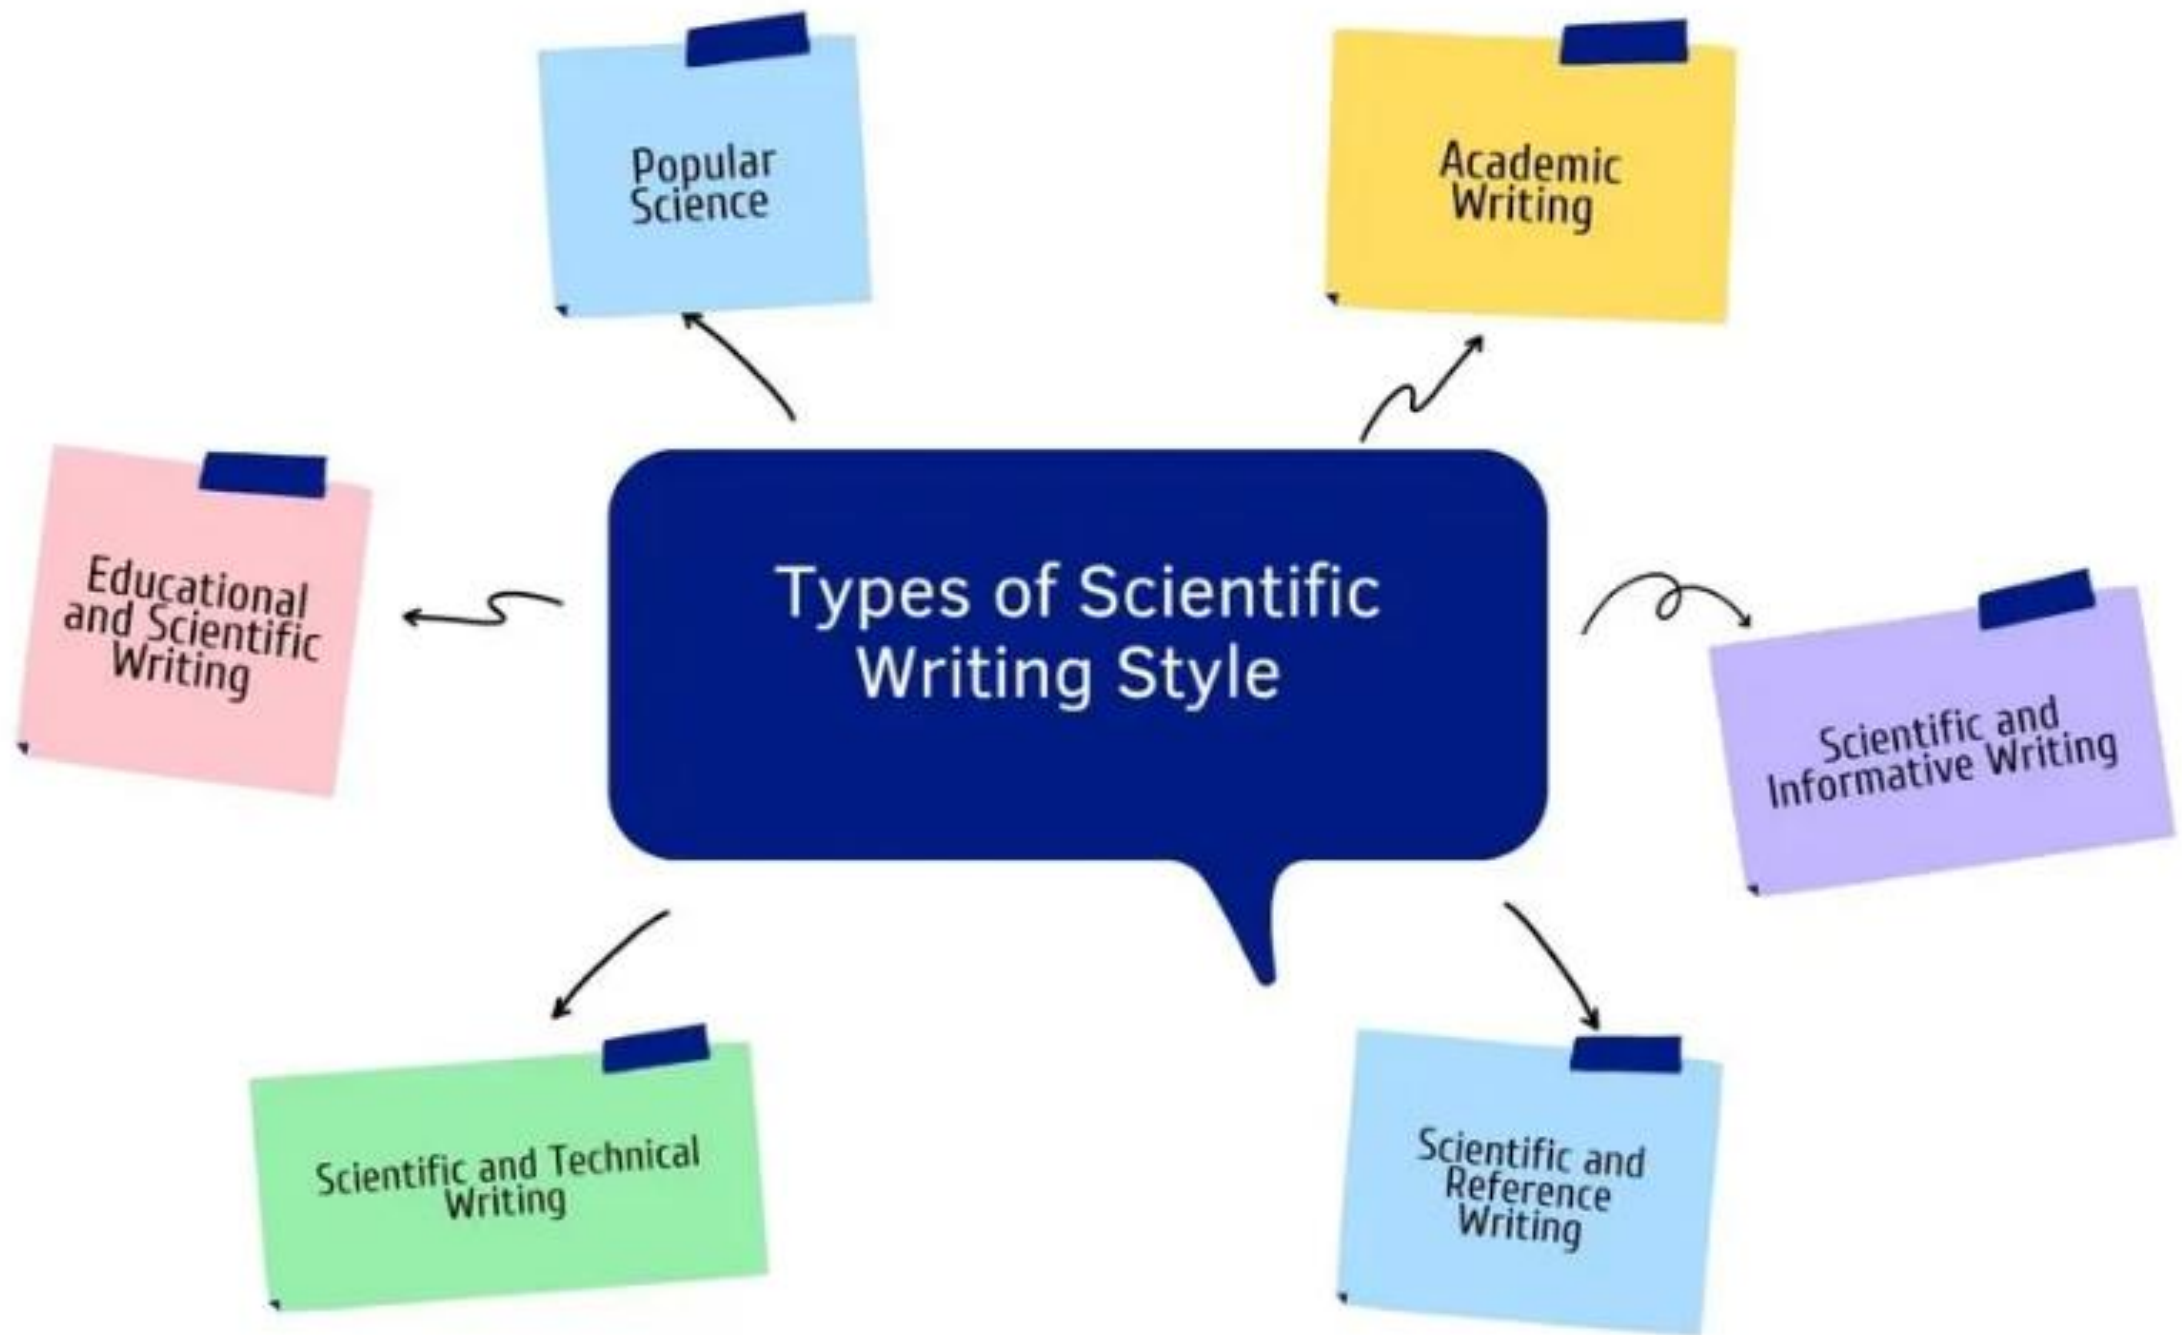 Popular
Science
Academic
Writing
Educational
and Scientific
Writing
Types of Scientific
Writing Style
Scientific and
Informative Writing
Scientific and Technical
Writing
Scientific and
Reference
Writing